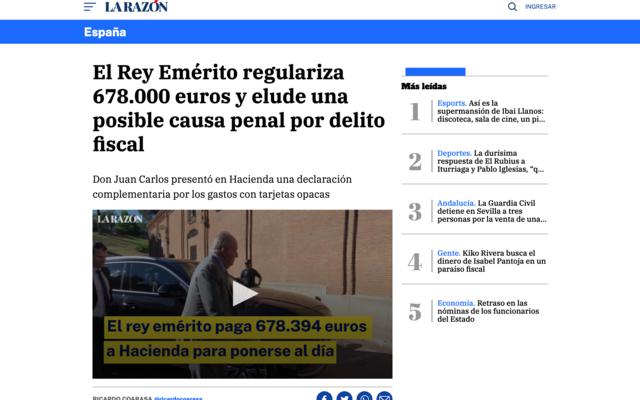 LA RAZÓN
INGRESAR
España
El Rey Emérito regulariza
678.000 euros y elude una
posible causa penal por delito
fiscal
Don Juan Carlos presentó en Hacienda una declaración
complementaria por los gastos con tarjetas opacas
LA RAZÓN
El rey emérito paga 678.394 euros
a Hacienda para ponerse al día
RICARDO COARASA @ricardocoarasa
Más leídas
1
Esports. Así es la
supermansión de Ibai Llanos:
discoteca, sala de cine, un pi...
2
Deportes. La durísima
respuesta de El Rubius a
Iturriaga y Pablo Iglesias, “q...
3
Andalucía. La Guardia Civil
detiene en Sevilla a tres
personas por la venta de una...
4
Gente. Kiko Rivera busca el
dinero de Isabel Pantoja en un
paraíso fiscal
5
Economía. Retraso en las
nóminas de los funcionarios
del Estado